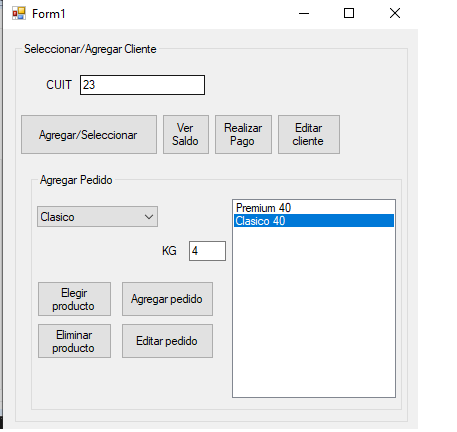 Form1
Seleccionar/Agregar Cliente
CUIT 23
Agregar/Seleccionar
Ver
Saldo
Realizar
Pago
Editar
cliente
Agregar Pedido
Clasico
Premium 40
Clasico 40
KG 4
Elegir
producto
Agregar pedido
Eliminar
producto
Editar pedido